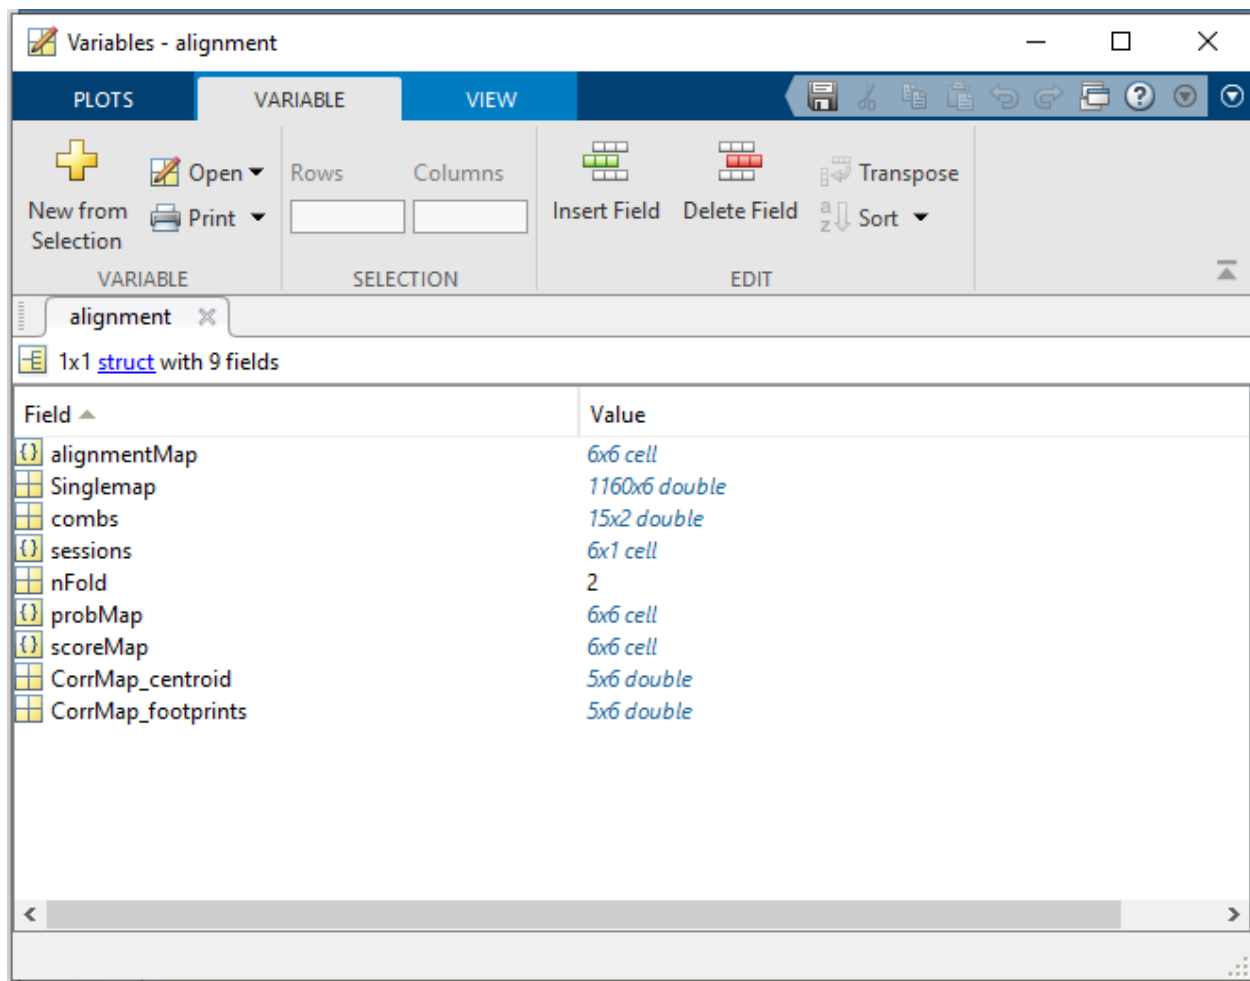 Variables - alignment
PLOTS VARIABLE VIEW
New from Selection
Open
Print
VARIABLE
Rows Columns
SELECTION
Insert Field Delete Field
Transpose
Sort
EDIT
alignment
1x1 struct with 9 fields
Field Value
alignmentMap 6x6 cell
Singlemap 1160x6 double
combs 15x2 double
sessions 6x1 cell
nFold 2
probMap 6x6 cell
scoreMap 6x6 cell
CorrMap_centroid 5x6 double
CorrMap_footprints 5x6 double